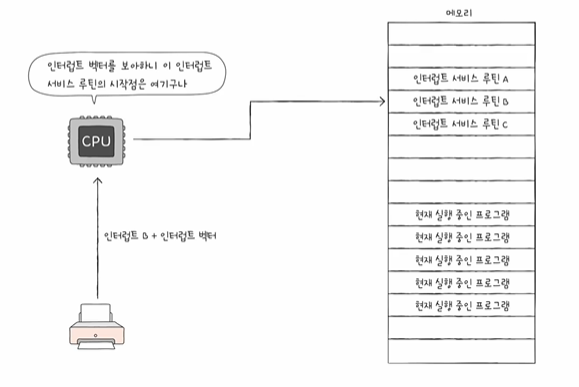 메모리
인터럽트 벡터를 보아하니 이 인터럽트
서비스 루틴의 시작점은 여기구나
CPU
인터럽트 B + 인터럽트 벡터
인터럽트 서비스 루틴 A
인터럽트 서비스 루틴 B
인터럽트 서비스 루틴 C
현재 실행 중인 프로그램
현재 실행 중인 프로그램
현재 실행 중인 프로그램
현재 실행 중인 프로그램
현재 실행 중인 프로그램